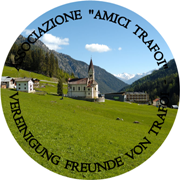 ASSOCIAZIONE "AMICI TRAFOI"
VEREINIGUNG FREUNDE VON TRAFOI